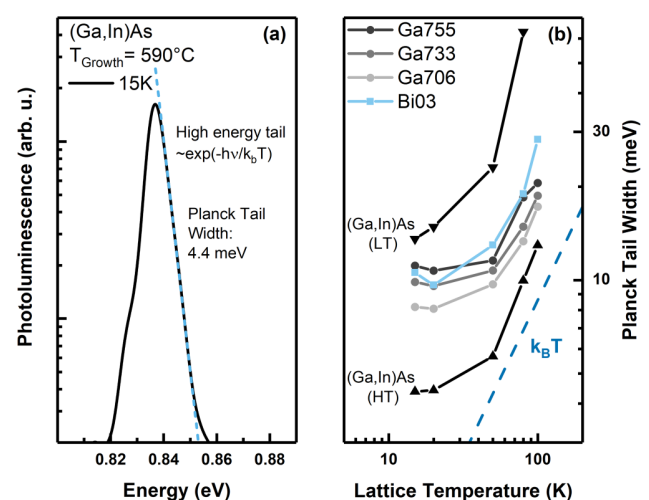 (Ga,In)As
(a)
T_Growth= 590°C
15K
High energy tail
~exp(-hν/k_bT)
Planck Tail
Width:
4.4 meV
Photoluminescence (arb. u.)
0.82 0.84 0.86 0.88
Energy (eV)
(b)
Ga755
Ga733
Ga706
Bi03
(Ga,In)As
(LT)
(Ga,In)As
(HT)
k_BT
30
10
Planck Tail Width (meV)
10 100
Lattice Temperature (K)